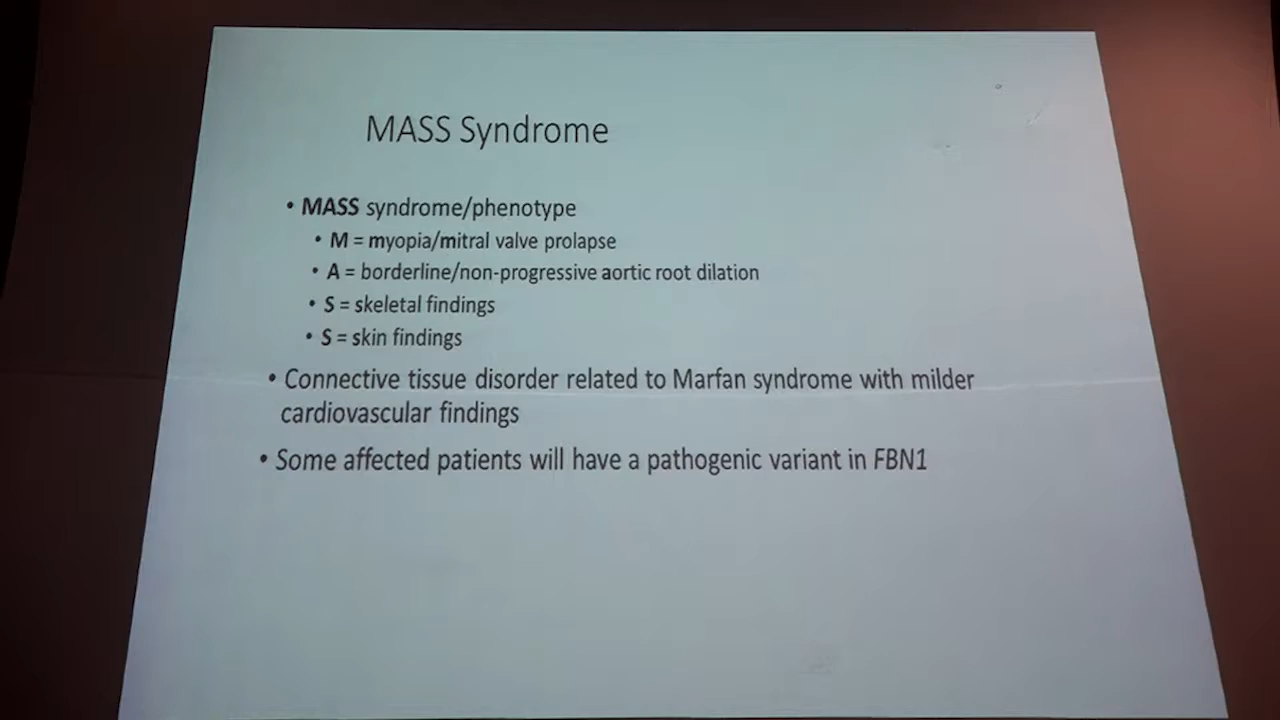 MASS Syndrome
• MASS syndrome/phenotype
• M = myopia/mitral valve prolapse
• A = borderline/non-progressive aortic root dilation
• S = skeletal findings
• S = skin findings
• Connective tissue disorder related to Marfan syndrome with milder
cardiovascular findings
• Some affected patients will have a pathogenic variant in FBN1